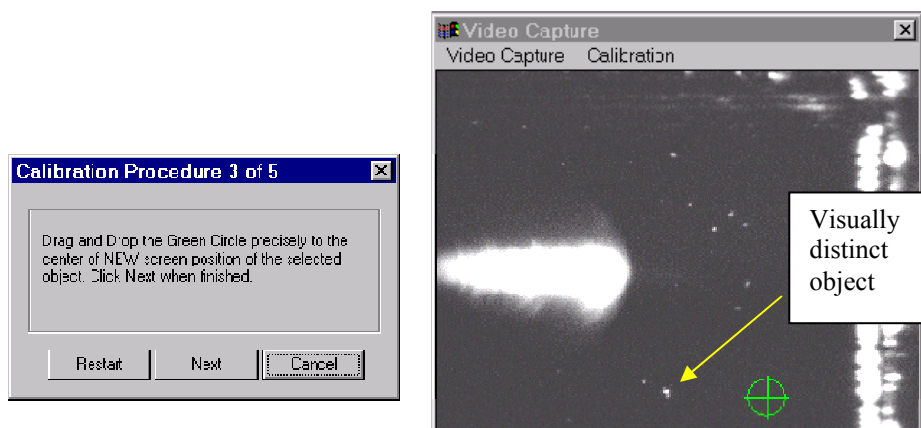 Calibration Procedure 3 of 5
Drag and Drop the Green Circle precisely to the
center of NEW screen position of the selected
object. Click Next when finished.
Restart
Next
Cancel
Video Capture
Video Capture
Calibration
Visually
distinct
object